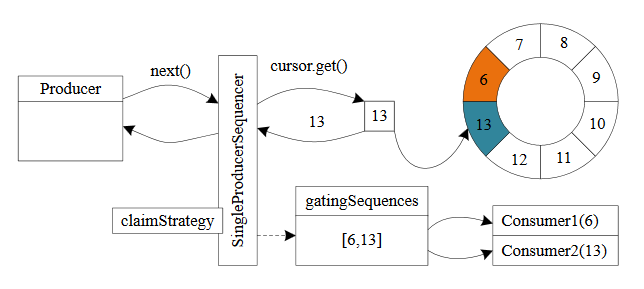 Producer
next()
cursor.get()
13
13
SingleProducerSequencer
claimStrategy
gatingSequences
[6,13]
Consumer1(6)
Consumer2(13)
7
8
6
9
13
10
12
11